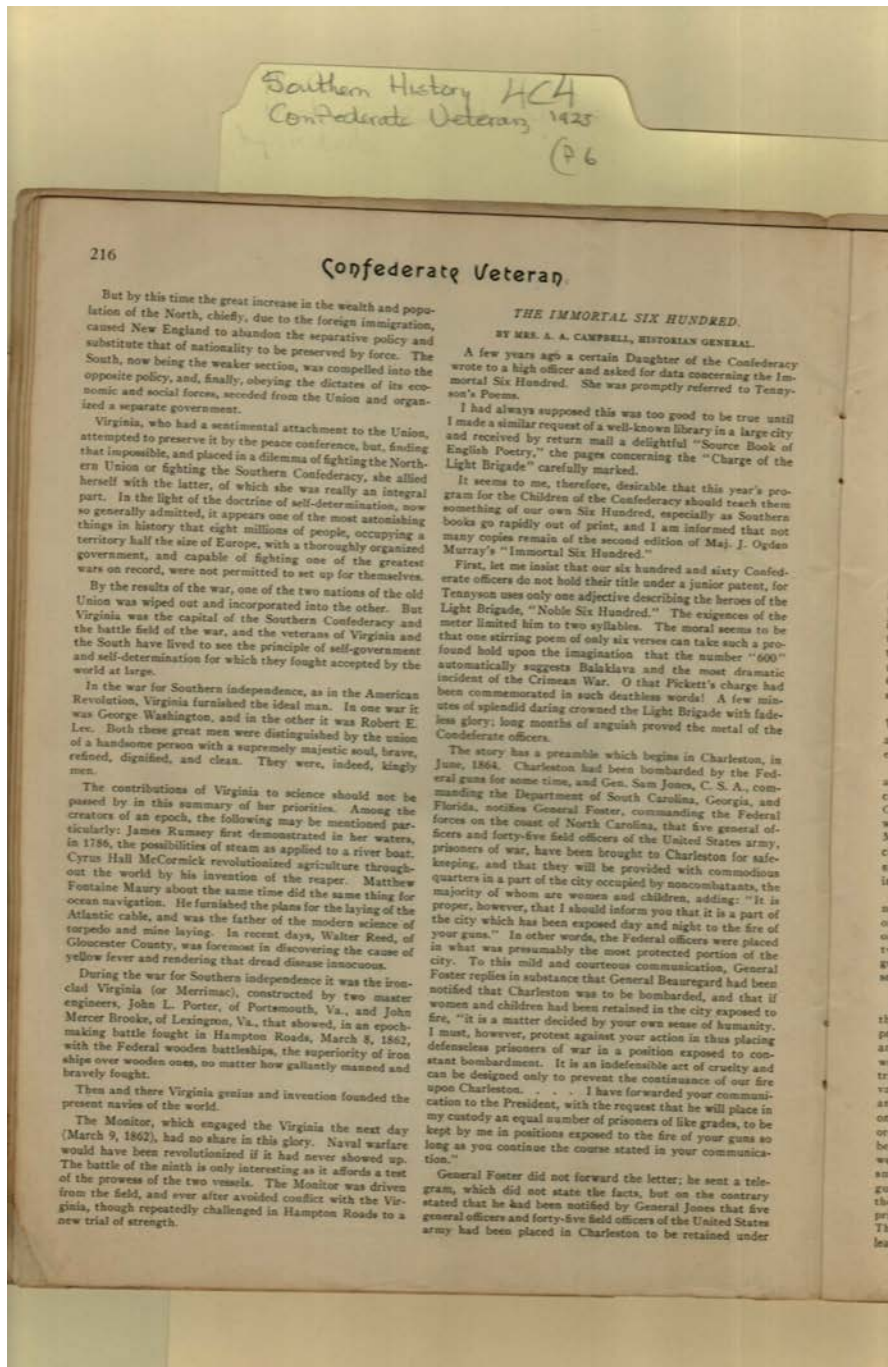 Southern History 4C4
Confederate Veteran, 1925
(P 6
216
Confederate Veteran.
But by this time the great increase in the wealth and popu-
lation of the North, chiefly, due to the foreign immigration,
caused New England to abandon the separative policy and
substitute that of nationality to be preserved by force. The
South, now being the weaker section, was compelled into the
opposite policy, and, finally, obeying the dictates of its eco-
nomic and social forces, seceded from the Union and organ-
ized a separate government.
Virginia, who had a sentimental attachment to the Union,
attempted to preserve it by the peace conference, but, finding
that impossible, and placed in a dilemma of fighting the North-
ern Union or fighting the Southern Confederacy, she allied
herself with the latter, of which she was really an integral
part. In the light of the doctrine of self-determination, now
so generally admitted, it appears one of the most astonishing
things in history that eight millions of people, occupying a
territory half the size of Europe, with a thoroughly organized
government, and capable of fighting one of the greatest
wars on record, were not permitted to set up for themselves.
By the results of the war, one of the two nations of the old
Union was wiped out and incorporated into the other. But
Virginia was the capital of the Southern Confederacy and
the battle field of the war, and the veterans of Virginia and
the South have lived to see the principle of self-government
and self-determination for which they fought accepted by the
world at large.
In the war for Southern independence, as in the American
Revolution, Virginia furnished the ideal man. In one war it
was George Washington, and in the other it was Robert E.
Lee. Both these great men were distinguished by the union
of a handsome person with a supremely majestic soul, brave,
refined, dignified, and clean. They were, indeed, kingly
men.
The contributions of Virginia to science should not be
passed by in this summary of her priorities. Among the
creators of an epoch, the following may be mentioned par-
ticularly: James Rumsey first demonstrated in her waters,
in 1786, the possibilities of steam as applied to a river boat.
Cyrus Hall McCormick revolutionized agriculture through-
out the world by his invention of the reaper. Matthew
Fontaine Maury about the same time did the same thing for
ocean navigation. He furnished the plans for the laying of the
Atlantic cable, and was the father of the modern science of
torpedo and mine laying. In recent days, Walter Reed, of
Gloucester County, was foremost in discovering the cause of
yellow fever and rendering that dread disease innocuous.
During the war for Southern independence it was the iron-
clad Virginia (or Merrimac), constructed by two master
engineers, John L. Porter, of Portsmouth, Va., and John
Mercer Brooke, of Lexington, Va., that showed, in an epoch-
making battle fought in Hampton Roads, March 8, 1862,
with the Federal wooden battleships, the superiority of iron
ships over wooden ones, no matter how gallantly manned and
bravely fought.
Then and there Virginia genius and invention founded the
present navies of the world.
The Monitor, which engaged the Virginia the next day
(March 9, 1862), had no share in this glory. Naval warfare
would have been revolutionized if it had never showed up.
The battle of the ninth is only interesting as it affords a test
of the prowess of the two vessels. The Monitor was driven
from the field, and ever after avoided conflict with the Vir-
ginia, though repeatedly challenged in Hampton Roads to a
new trial of strength.
THE IMMORTAL SIX HUNDRED.
BY MRS. A. A. CAMPBELL, HISTORIAN GENERAL.
A few years ago a certain Daughter of the Confederacy
wrote to a high officer and asked for data concerning the Im-
mortal Six Hundred. She was promptly referred to Tenny-
son's Poems.
I had always supposed this was too good to be true until
I made a similar request of a well-known library in a large city
and received by return mail a delightful "Source Book of
English Poetry," the pages concerning the "Charge of the
Light Brigade" carefully marked.
It seems to me, therefore, desirable that this year's pro-
gram for the Children of the Confederacy should teach them
something of our own Six Hundred, especially as Southern
books go rapidly out of print, and I am informed that not
many copies remain of the second edition of Maj. J. Ogden
Murray's "Immortal Six Hundred."
First, let me insist that our six hundred and sixty Confed-
erate officers do not hold their title under a junior patent, for
Tennyson uses only one adjective describing the heroes of the
Light Brigade, "Noble Six Hundred." The exigences of the
meter limited him to two syllables. The moral seems to be
that one stirring poem of only six verses can take such a pro-
found hold upon the imagination that the number "600"
automatically suggests Balaklava and the most dramatic
incident of the Crimean War. O that Pickett's charge had
been commemorated in such deathless words! A few min-
utes of splendid daring crowned the Light Brigade with fade-
less glory; long months of anguish proved the metal of the
Condeferate officers.
The story has a preamble which begins in Charleston, in
June, 1864. Charleston had been bombarded by the Fed-
eral guns for some time, and Gen. Sam Jones, C. S. A., com-
manding the Department of South Carolina, Georgia, and
Florida, notifies General Foster, commanding the Federal
forces on the coast of North Carolina, that five general of-
ficers and forty-five field officers of the United States army,
prisoners of war, have been brought to Charleston for safe-
keeping, and that they will be provided with commodious
quarters in a part of the city occupied by noncombatants, the
majority of whom are women and children, adding: "It is
proper, however, that I should inform you that it is a part of
the city which has been exposed day and night to the fire of
your guns." In other words, the Federal officers were placed
in what was presumably the most protected portion of the
city. To this mild and courteous communication, General
Foster replies in substance that General Beauregard had been
notified that Charleston was to be bombarded, and that if
women and children had been retained in the city exposed to
fire, "it is a matter decided by your own sense of humanity.
I must, however, protest against your action in thus placing
defenseless prisoners of war in a position exposed to con-
stant bombardment. It is an indefensible act of cruelty and
can be designed only to prevent the continuance of our fire
upon Charleston. . . . . I have forwarded your communi-
cation to the President, with the request that he will place in
my custody an equal number of prisoners of like grades, to be
kept by me in positions exposed to the fire of your guns so
long as you continue the course stated in your communica-
tion."
General Foster did not forward the letter; he sent a tele-
gram, which did not state the facts, but on the contrary
stated that he had been notified by General Jones that five
general officers and forty-five field officers of the United States
army had been placed in Charleston to be retained under